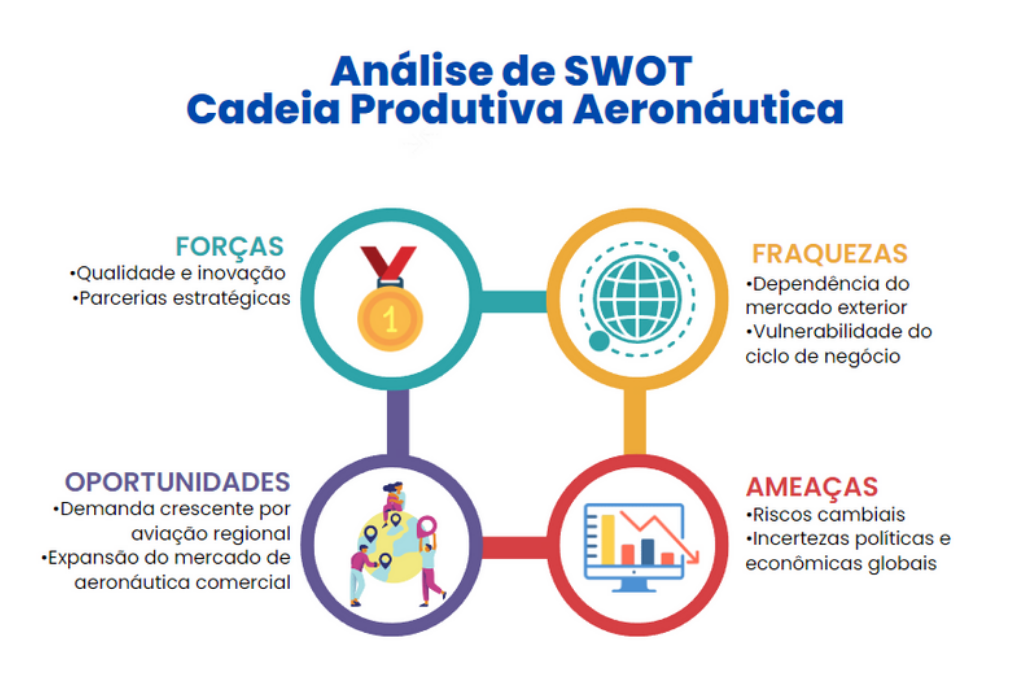 Análise de SWOT
Cadeia Produtiva Aeronáutica
FORÇAS
•Qualidade e inovação
•Parcerias estratégicas
1
FRAQUEZAS
•Dependência do
mercado exterior
•Vulnerabilidade do
ciclo de negócio
OPORTUNIDADES
•Demanda crescente por
aviação regional
•Expansão do mercado de
aeronáutica comercial
AMEAÇAS
•Riscos cambiais
•Incertezas políticas e
econômicas globais